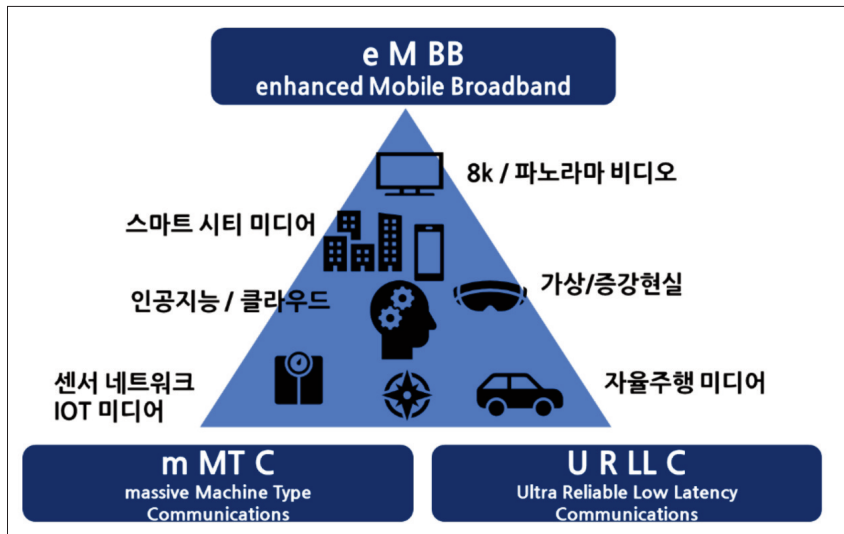 e M BB
enhanced Mobile Broadband
8k / 파노라마 비디오
스마트 시티 미디어
인공지능 / 클라우드
가상/증강현실
센서 네트워크
IOT 미디어
자율주행 미디어
m MT C
massive Machine Type
Communications
U R LL C
Ultra Reliable Low Latency
Communications